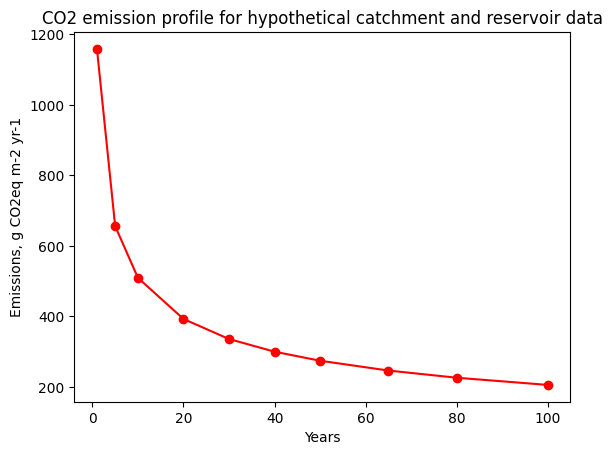 CO2 emission profile for hypothetical catchment and reservoir data
Emissions, g CO2eq m-2 yr-1
1200
1000
800
600
400
200
0 20 40 60 80 100
Years